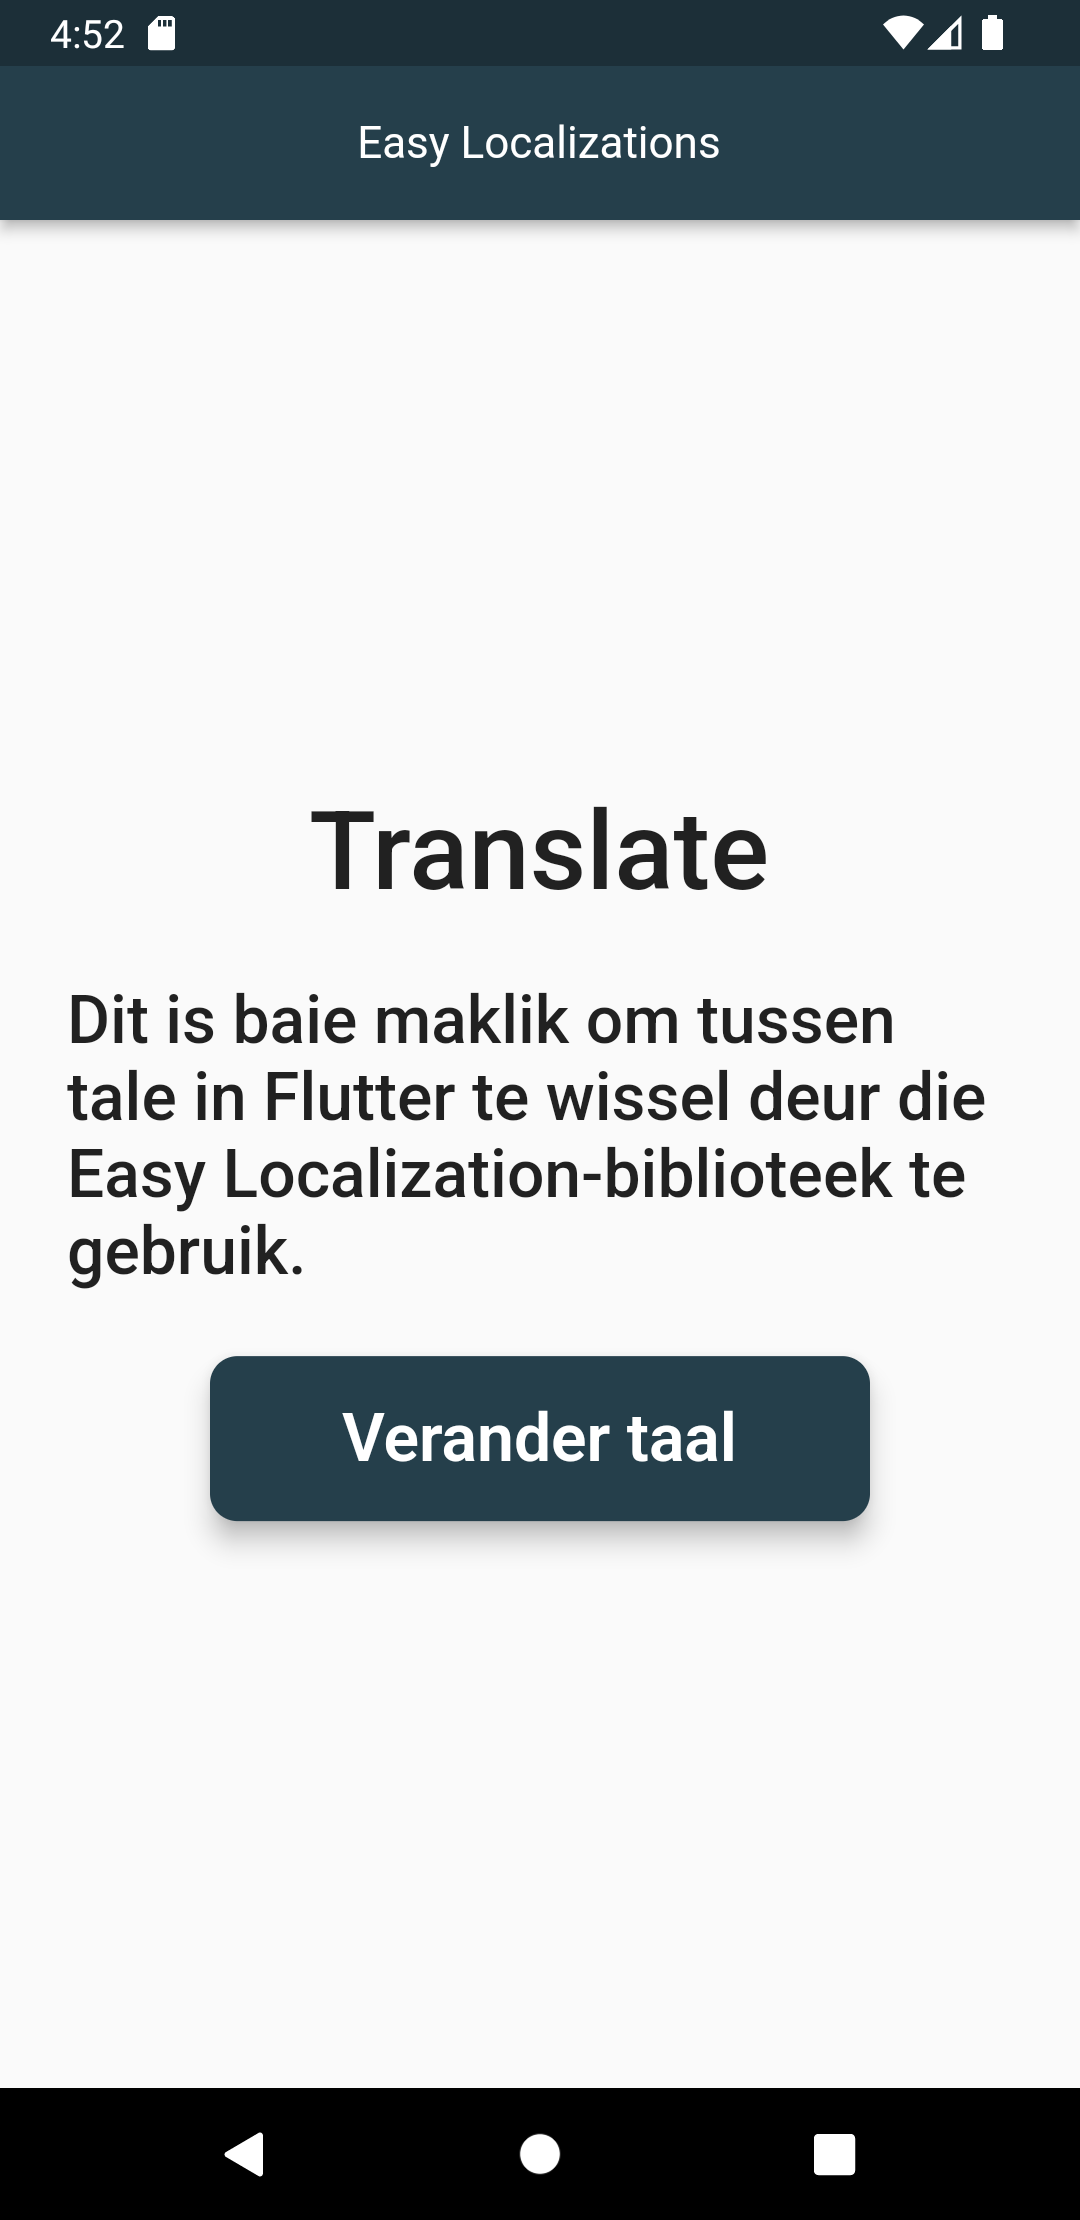 4:52
Easy Localizations
Translate
Dit is baie maklik om tussen
tale in Flutter te wissel deur die
Easy Localization-biblioteek te
gebruik.
Verander taal